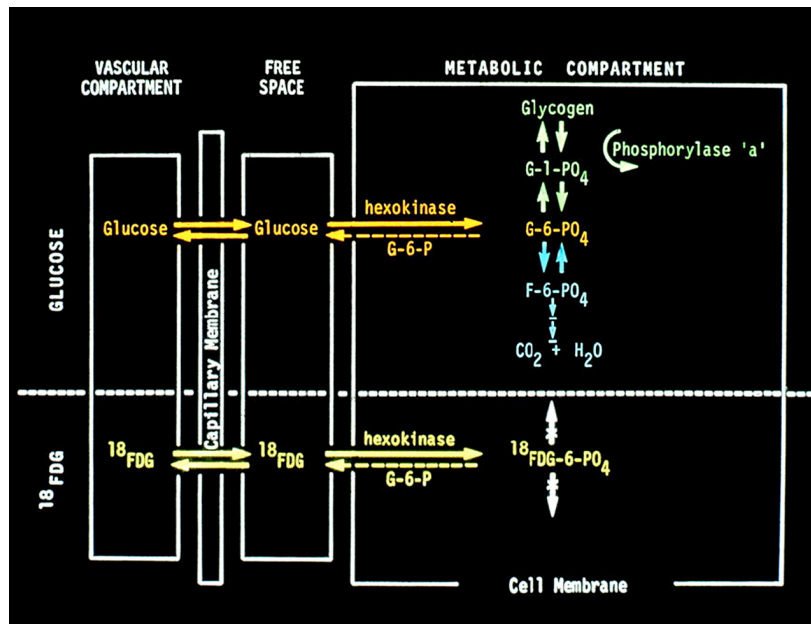 VASCULAR
COMPARTMENT
FREE
SPACE
METABOLIC COMPARTMENT
Glycogen
Phosphorylase 'a'
G-1-PO4
GLUCOSE
Glucose
Glucose
hexokinase
G-6-P
G-6-PO4
F-6-PO4
CO2 + H2O
Capillary Membrane
18FDG
18FDG
18FDG
hexokinase
G-6-P
18FDG-6-PO4
Cell Membrane